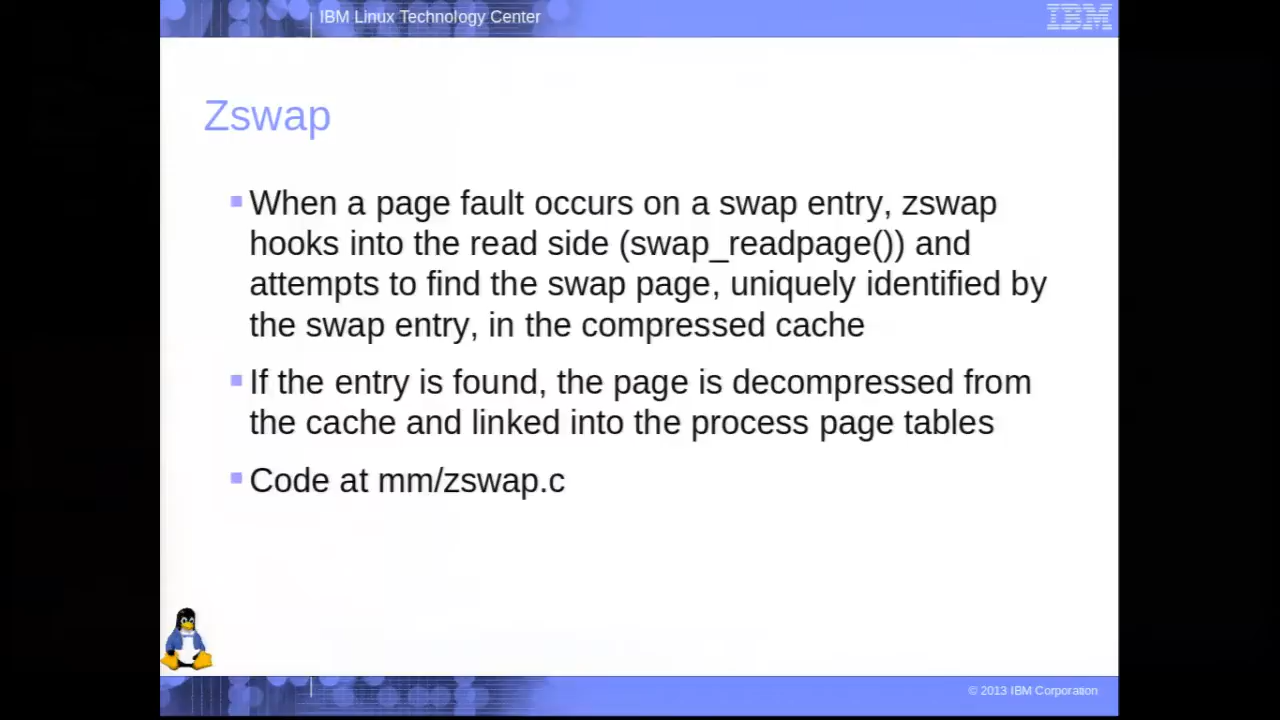 IBM Linux Technology Center
IBM
Zswap
When a page fault occurs on a swap entry, zswap
hooks into the read side (swap_readpage()) and
attempts to find the swap page, uniquely identified by
the swap entry, in the compressed cache
If the entry is found, the page is decompressed from
the cache and linked into the process page tables
Code at mm/zswap.c
© 2013 IBM Corporation